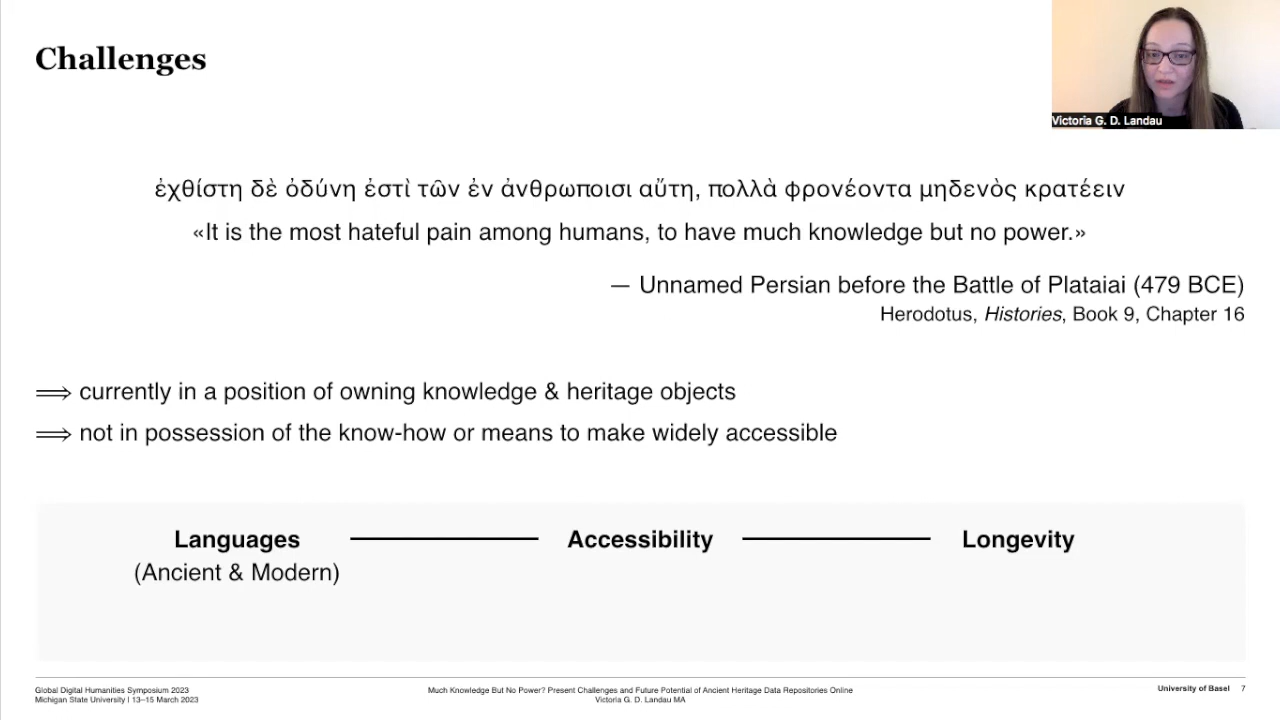 Challenges
Victoria G. D. Landau
ἐχθίστη δὲ ὀδύνη ἐστὶ τῶν ἐν ἀνθρωποισι αὕτη, πολλὰ φρονέοντα μηδενὸς κρατέειν
«It is the most hateful pain among humans, to have much knowledge but no power.»
— Unnamed Persian before the Battle of Plataiai (479 BCE)
Herodotus, Histories, Book 9, Chapter 16
⟹ currently in a position of owning knowledge & heritage objects
⟹ not in possession of the know-how or means to make widely accessible
Languages Accessibility Longevity
(Ancient & Modern)
Global Digital Humanities Symposium 2023
Michigan State University | 13–15 March 2023
Much Knowledge But No Power? Present Challenges and Future Potential of Ancient Heritage Data Repositories Online
Victoria G. D. Landau MA
University of Basel 7